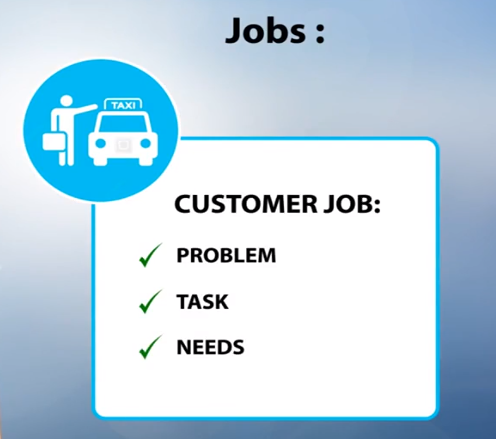 Jobs :
TAXI
CUSTOMER JOB:
PROBLEM
TASK
NEEDS